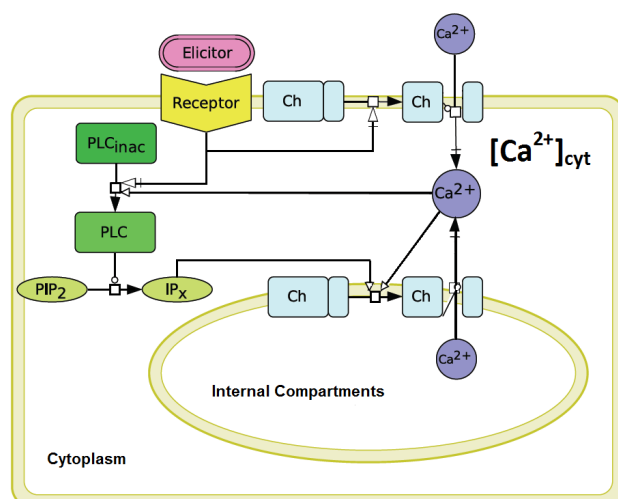 Ca²⁺
Elicitor
Receptor
Ch
Ch
PLCinac
[Ca²⁺]cyt
Ca²⁺
PLC
PIP₂
IPx
Ch
Ch
Ca²⁺
Internal Compartments
Cytoplasm